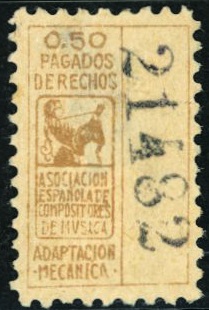 0.50
PAGADOS
DERECHOS
ASOCIACION
ESPAÑOLA DE
COMPOSITORES
DE MVSICA
ADAPTACION
-MECANICA-
21482